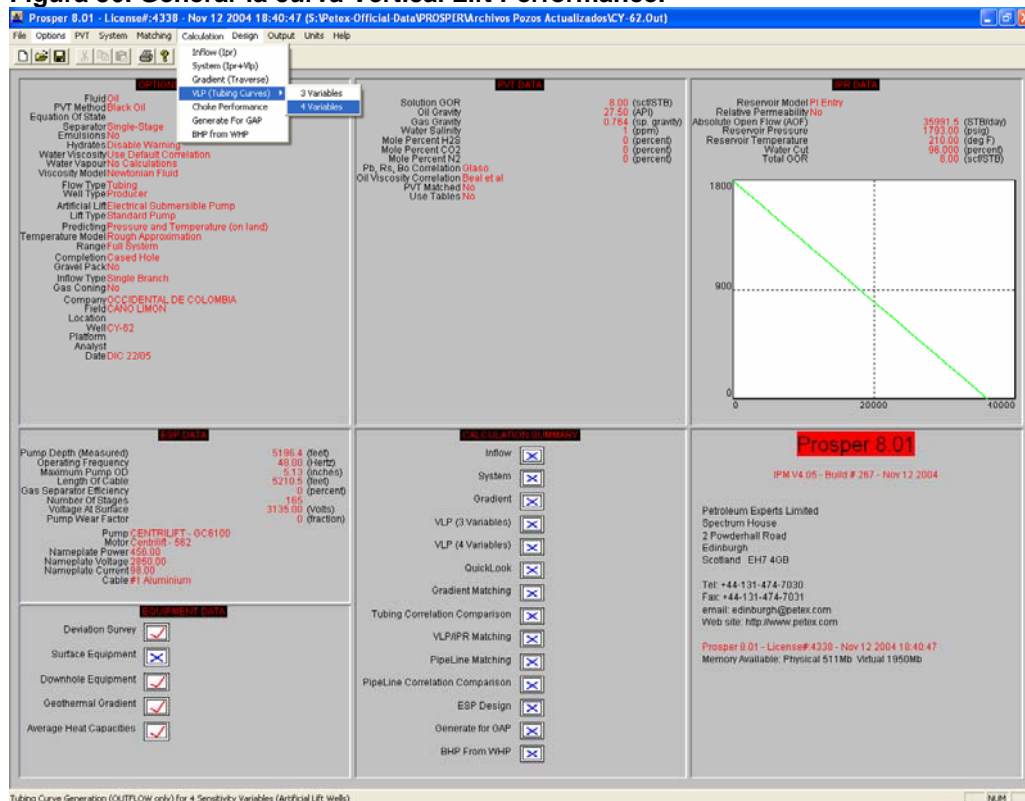 Figura 36. Generar la curva Vertical Lift Performance.
Prosper 8.01 - License#:4338 - Nov 12 2004 18:40:47 (S:\Petex-Official-Data\PROSPER\Archivos Pozos Actualizados\CY-62.Out)
File Options PVT System Matching Calculation Design Output Units Help
Inflow (Ipr)
System (Ipr+Vlp)
Gradient (Traverse)
VLP (Tubing Curves)
Choke Performance
Generate For GAP
BHP from WHP
3 Variables
4 Variables
OPTIONS
Fluid Oil
PVT Method Black Oil
Equation Of State
Separator Single-Stage
Emulsions No
Hydrates Disable Warning
Water Viscosity Use Default Correlation
Water Vapour No Calculations
Viscosity Model Newtonian Fluid
Flow Type Tubing
Well Type Producer
Artificial Lift Electrical Submersible Pump
Lift Type Standard Pump
Predicting Pressure and Temperature (on land)
Temperature Model Rough Approximation
Range Full System
Completion Cased Hole
Gravel Pack No
Inflow Type Single Branch
Gas Coning No
Company OCCIDENTAL DE COLOMBIA
Field CANO LIMON
Location
Well CY-62
Platform
Analyst
Date DIC 22/05
PVT DATA
Solution GOR 8.00 (scf/STB)
Oil Gravity 27.50 (API)
Gas Gravity 0.764 (sp. gravity)
Water Salinity 1 (ppm)
Mole Percent H2S 0 (percent)
Mole Percent CO2 0 (percent)
Mole Percent N2 0 (percent)
Pb, Rs, Bo Correlation Glaso
Oil Viscosity Correlation Beal et al
PVT Matched No
Use Tables No
IPR DATA
Reservoir Model PI Entry
Relative Permeability No
Absolute Open Flow (AOF) 35991.5 (STB/day)
Reservoir Pressure 1793.00 (psig)
Reservoir Temperature 210.00 (deg F)
Water Cut 96.000 (percent)
Total GOR 8.00 (scf/STB)
1800
900
0
0 20000 40000
ESP DATA
Pump Depth (Measured) 5196.4 (feet)
Operating Frequency 48.00 (Hertz)
Maximum Pump OD 5.13 (inches)
Length Of Cable 5210.5 (feet)
Gas Separator Efficiency 0 (percent)
Number Of Stages 165
Voltage At Surface 3135.00 (Volts)
Pump Wear Factor 0 (fraction)
Pump CENTRILIFT - GC6100
Motor Centrilift - 562
Nameplate Power 456.00
Nameplate Voltage 2850.00
Nameplate Current 98.00
Cable #1 Aluminium
EQUIPMENT DATA
Deviation Survey
Surface Equipment
Downhole Equipment
Geothermal Gradient
Average Heat Capacities
CALCULATION SUMMARY
Inflow
System
Gradient
VLP (3 Variables)
VLP (4 Variables)
QuickLook
Gradient Matching
Tubing Correlation Comparison
VLP/IPR Matching
PipeLine Matching
PipeLine Correlation Comparison
ESP Design
Generate for GAP
BHP From WHP
Prosper 8.01
IPM V4.05 - Build # 267 - Nov 12 2004
Petroleum Experts Limited
Spectrum House
2 Powderhall Road
Edinburgh
Scotland EH7 4GB
Tel: +44-131-474-7030
Fax: +44-131-474-7031
email: edinburgh@petex.com
Web site: http://www.petex.com
Prosper 8.01 - License#:4338 - Nov 12 2004 18:40:47
Memory Available: Physical 511Mb Virtual 1950Mb
Tubing Curve Generation (OUTFLOW only) for 4 Sensitivity Variables (Artificial Lift Wells)
NUM